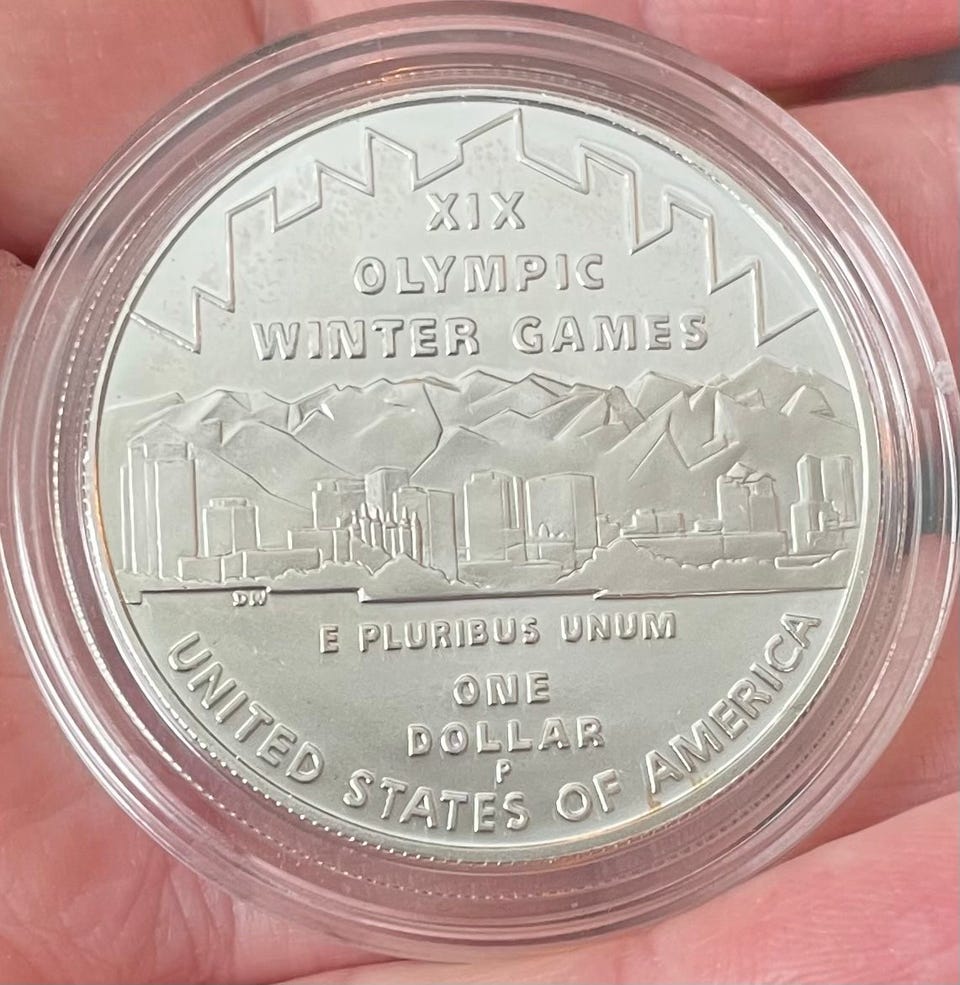 XIX
OLYMPIC
WINTER GAMES
DW
E PLURIBUS UNUM
ONE
DOLLAR
P
UNITED STATES OF AMERICA